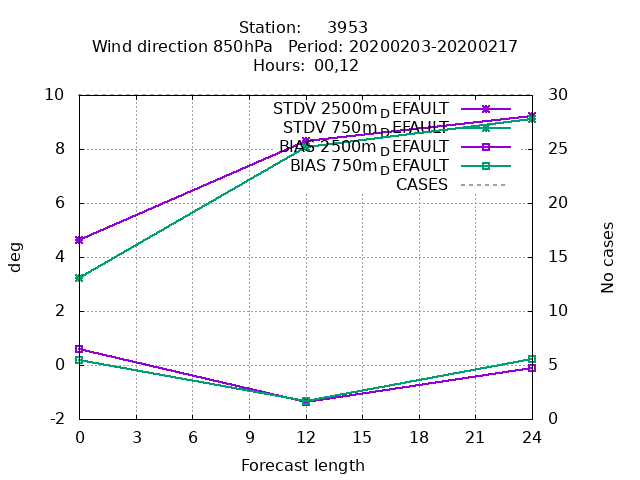 Station: 3953
Wind direction 850hPa Period: 20200203-20200217
Hours: 00,12
10
8
6
4
2
0
-2
deg
30
25
20
15
10
5
0
No cases
STDV 2500m_DEFAULT
STDV 750m_DEFAULT
BIAS 2500m_DEFAULT
BIAS 750m_DEFAULT
CASES
0 3 6 9 12 15 18 21 24
Forecast length